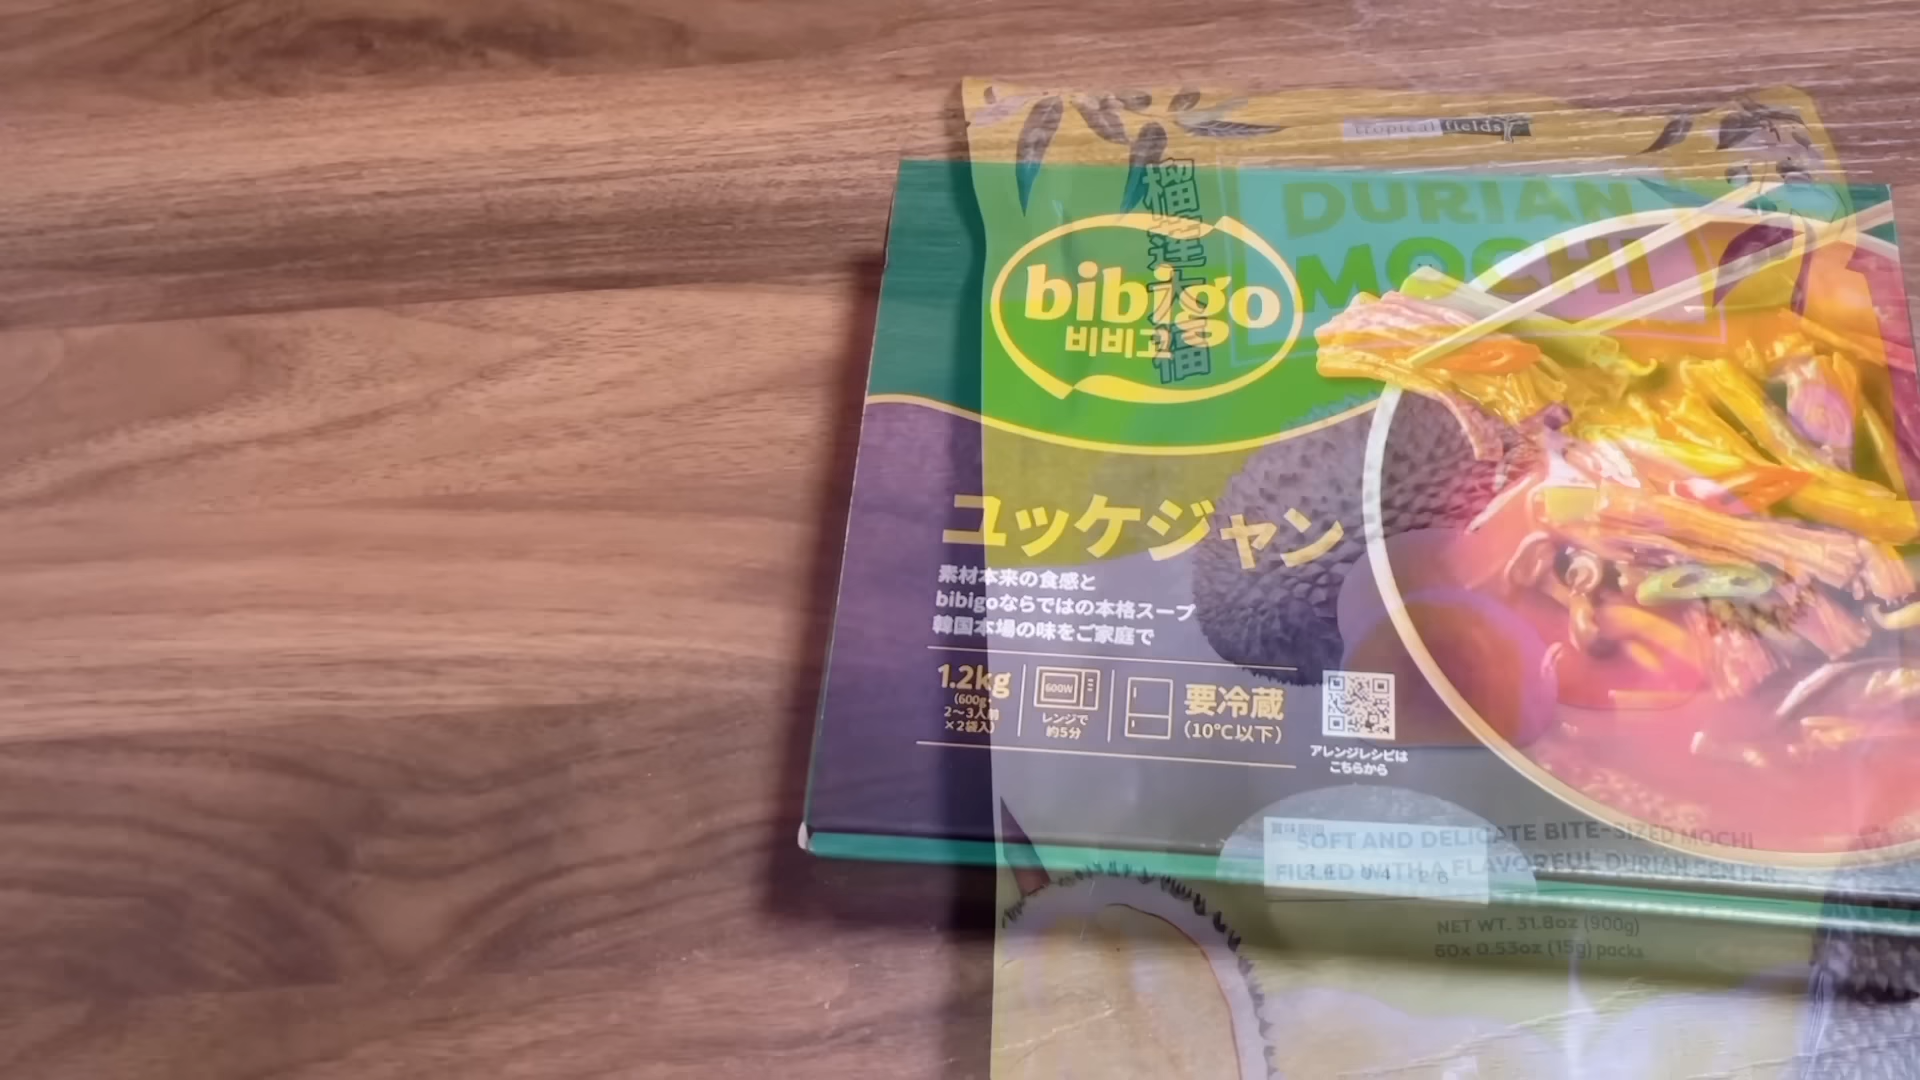 tropical fields
榴莲大福
DURIAN
MOCHI
bibigo
비비고
ユッケジャン
素材本来の食感と
bibigoならではの本格スープ
韓国本場の味をご家庭で
1.2kg
(600g・
2～3人前
×2袋入)
600W
レンジで
約5分
要冷蔵
(10℃以下)
アレンジレシピは
こちらから
賞味期限
SOFT AND DELICATE BITE-SIZED MOCHI
FILLED WITH A FLAVORFUL DURIAN CENTER
NET WT. 31.8oz (900g)
60x 0.53oz (15g) packs